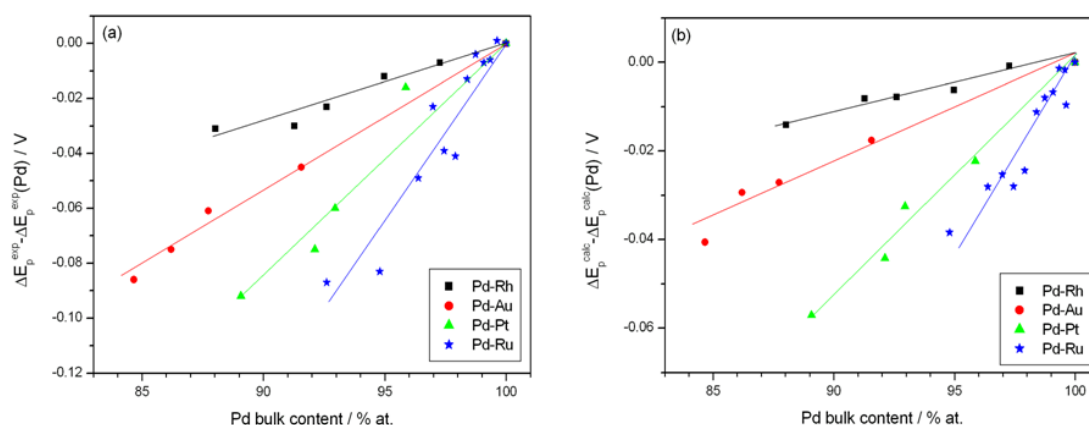 (a)
0.00
-0.02
-0.04
-0.06
-0.08
-0.10
-0.12
ΔEₚᵉˣᵖ-ΔEₚᵉˣᵖ(Pd) / V
85
90
95
100
Pd bulk content / % at.
Pd-Rh
Pd-Au
Pd-Pt
Pd-Ru
(b)
0.00
-0.02
-0.04
-0.06
ΔEₚᶜᵃˡᶜ-ΔEₚᶜᵃˡᶜ(Pd) / V
85
90
95
100
Pd bulk content / % at.
Pd-Rh
Pd-Au
Pd-Pt
Pd-Ru